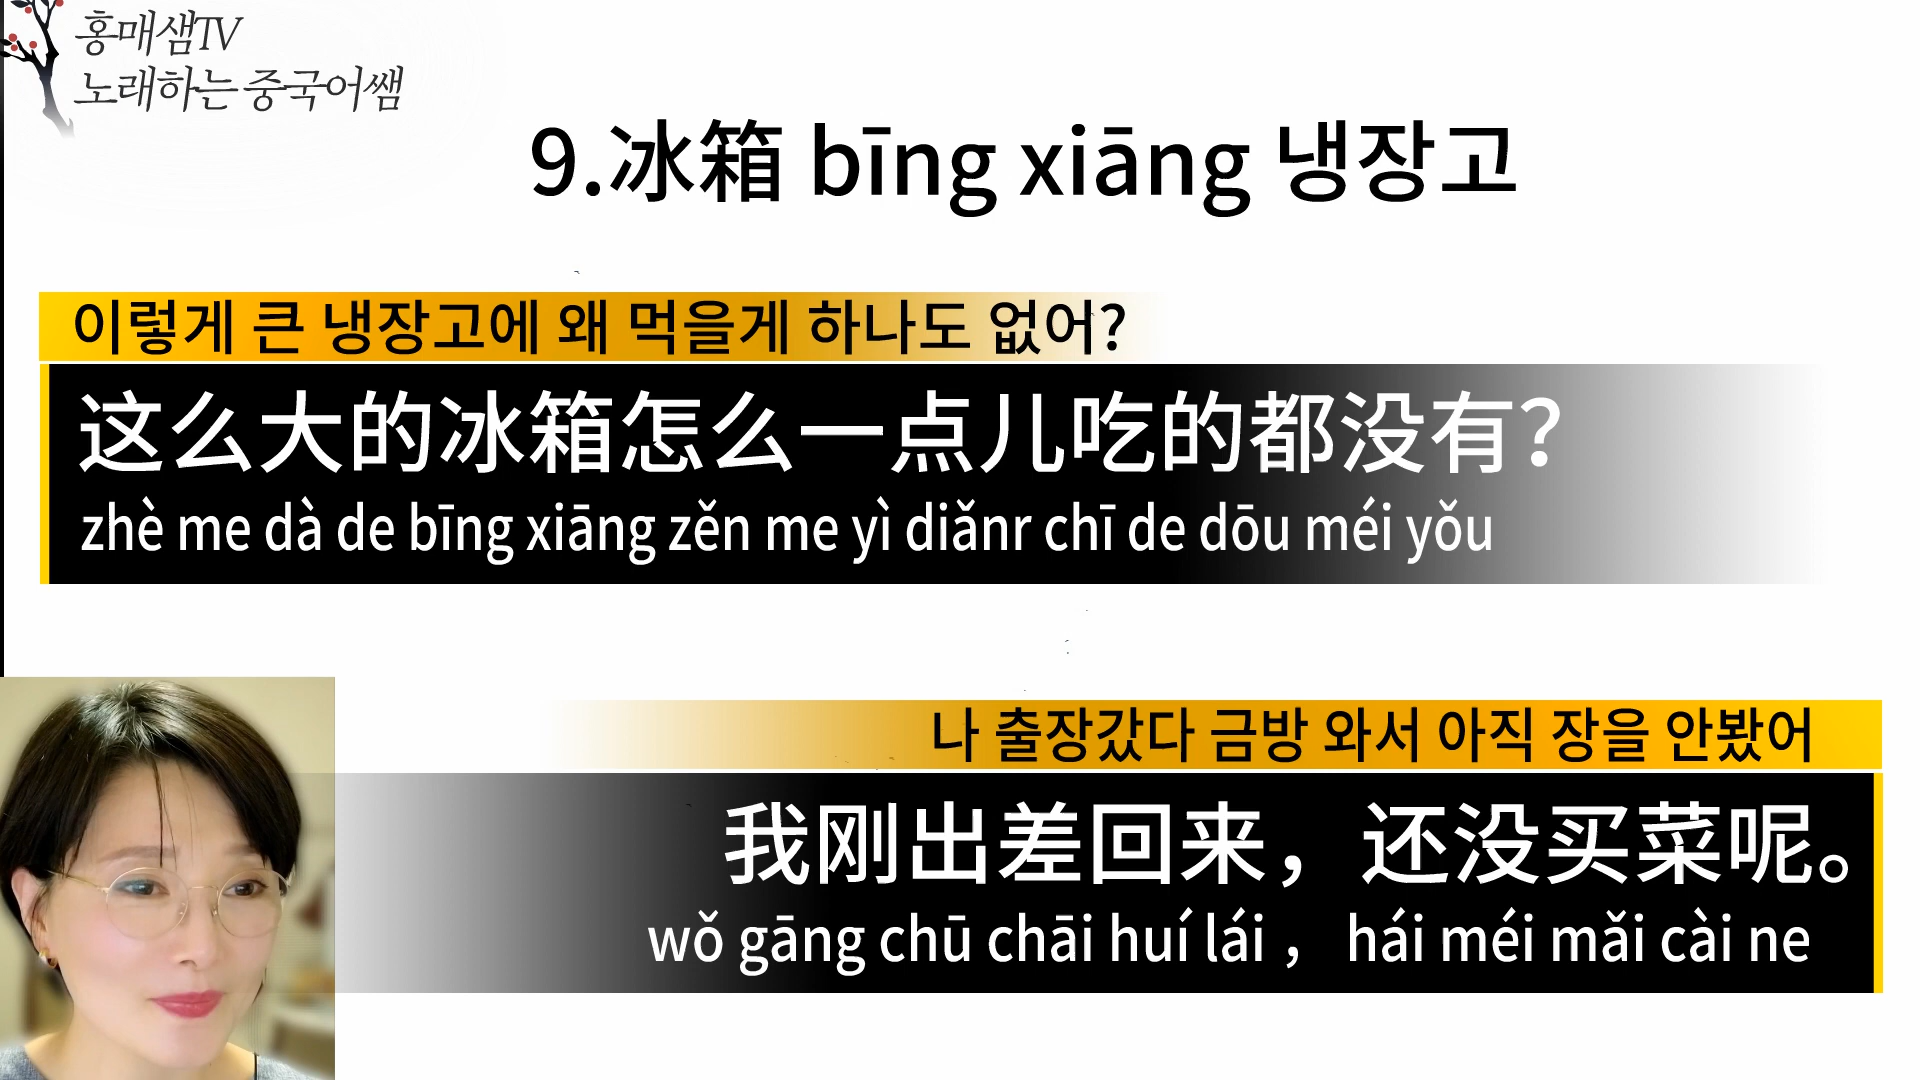 홍매샘TV
노래하는 중국어쌤
9.冰箱 bīng xiāng 냉장고
이렇게 큰 냉장고에 왜 먹을게 하나도 없어?
这么大的冰箱怎么一点儿吃的都没有？
zhè me dà de bīng xiāng zěn me yì diǎnr chī de dōu méi yǒu
나 출장갔다 금방 와서 아직 장을 안봤어
我刚出差回来，还没买菜呢。
wǒ gāng chū chāi huí lái ， hái méi mǎi cài ne